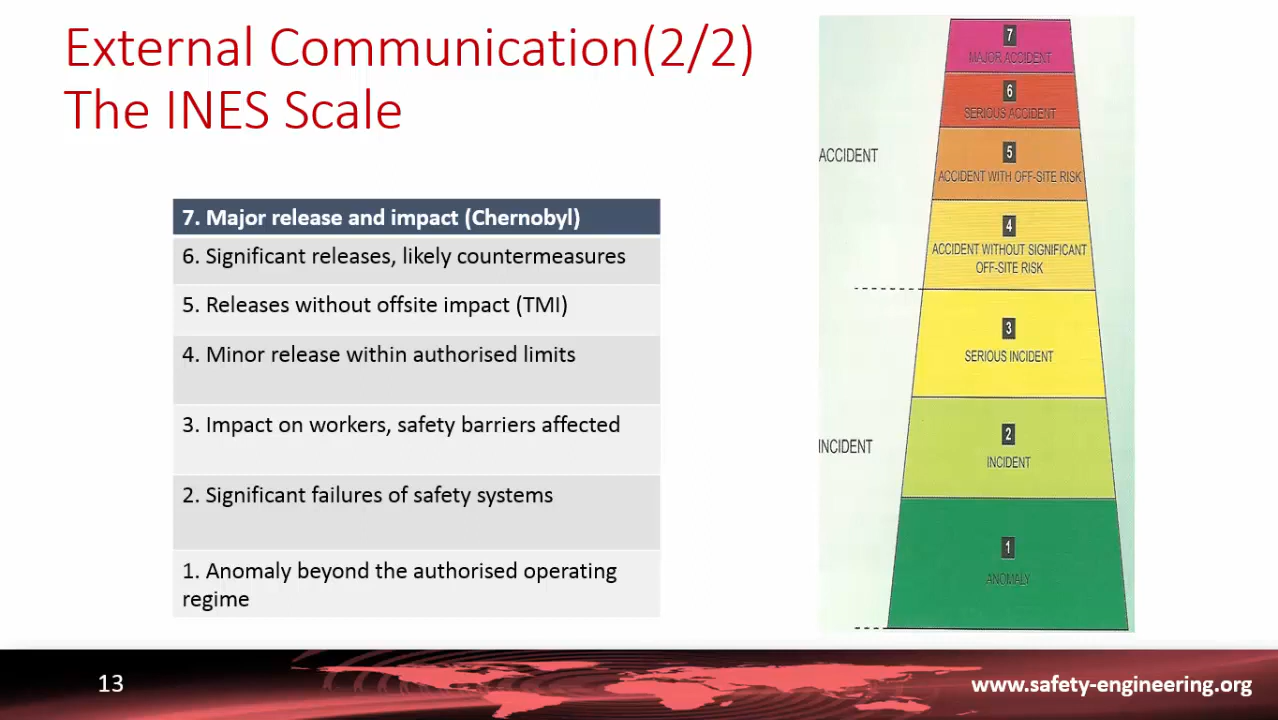 External Communication(2/2)
The INES Scale
7. Major release and impact (Chernobyl)
6. Significant releases, likely countermeasures
5. Releases without offsite impact (TMI)
4. Minor release within authorised limits
3. Impact on workers, safety barriers affected
2. Significant failures of safety systems
1. Anomaly beyond the authorised operating
regime
7
MAJOR ACCIDENT
6
SERIOUS ACCIDENT
ACCIDENT
5
ACCIDENT WITH OFF-SITE RISK
4
ACCIDENT WITHOUT SIGNIFICANT
OFF-SITE RISK
3
SERIOUS INCIDENT
2
INCIDENT
INCIDENT
1
ANOMALY
13
www.safety-engineering.org